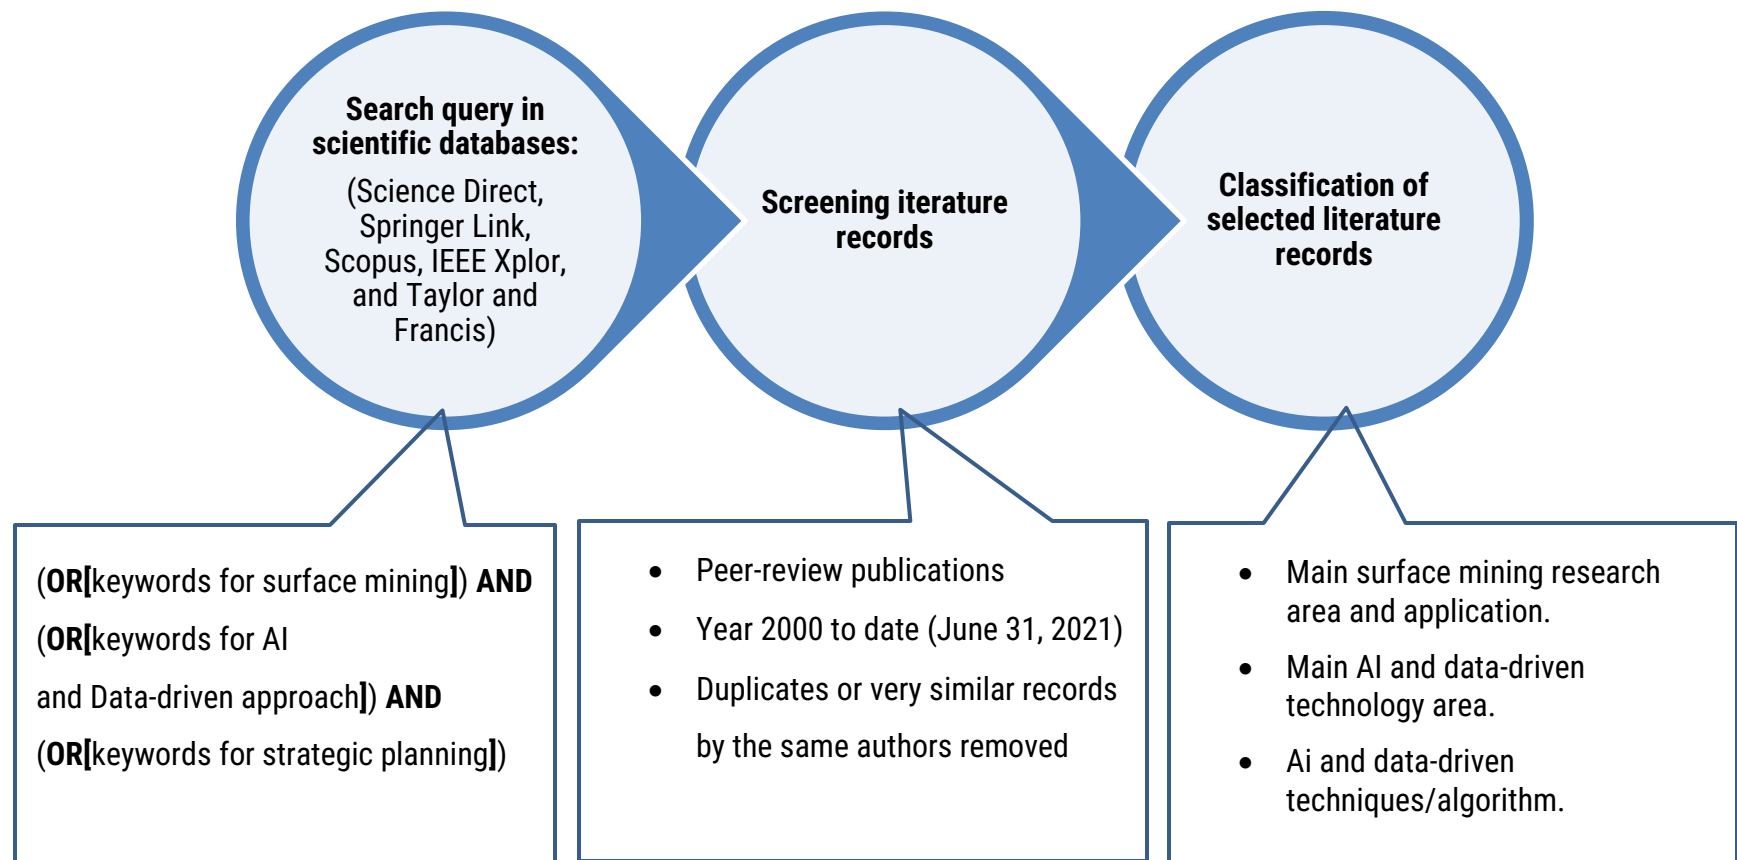 Search query in
scientific databases:
(Science Direct,
Springer Link,
Scopus, IEEE Xplor,
and Taylor and
Francis)
Screening iterature
records
Classification of
selected literature
records
(OR[keywords for surface mining]) AND
(OR[keywords for AI
and Data-driven approach]) AND
(OR[keywords for strategic planning])
• Peer-review publications
• Year 2000 to date (June 31, 2021)
• Duplicates or very similar records
by the same authors removed
• Main surface mining research
area and application.
• Main AI and data-driven
technology area.
• Ai and data-driven
techniques/algorithm.